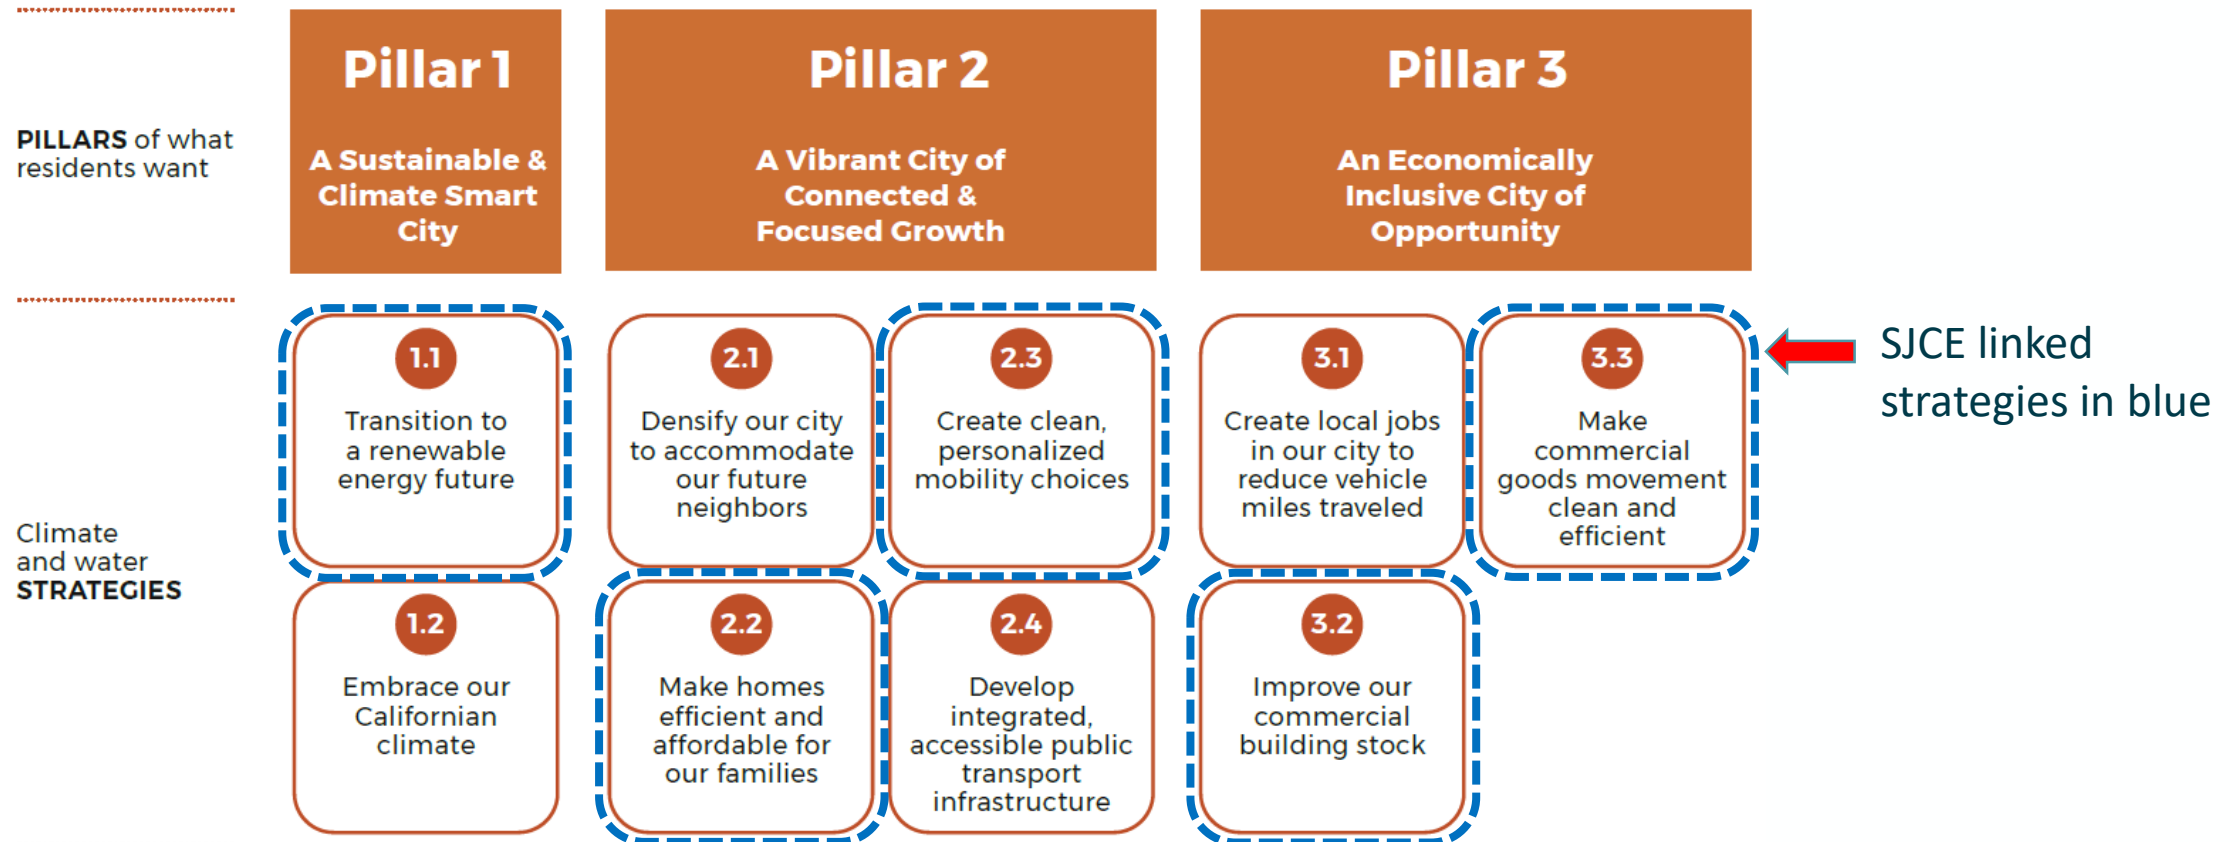 PILLARS of what
residents want
Pillar 1
A Sustainable &
Climate Smart
City
Pillar 2
A Vibrant City of
Connected &
Focused Growth
Pillar 3
An Economically
Inclusive City of
Opportunity
Climate
and water
STRATEGIES
1.1
Transition to
a renewable
energy future
2.1
Densify our city
to accommodate
our future
neighbors
2.3
Create clean,
personalized
mobility choices
3.1
Create local jobs
in our city to
reduce vehicle
miles traveled
3.3
Make
commercial
goods movement
clean and
efficient
SJCE linked
strategies in blue
1.2
Embrace our
Californian
climate
2.2
Make homes
efficient and
affordable for
our families
2.4
Develop
integrated,
accessible public
transport
infrastructure
3.2
Improve our
commercial
building stock